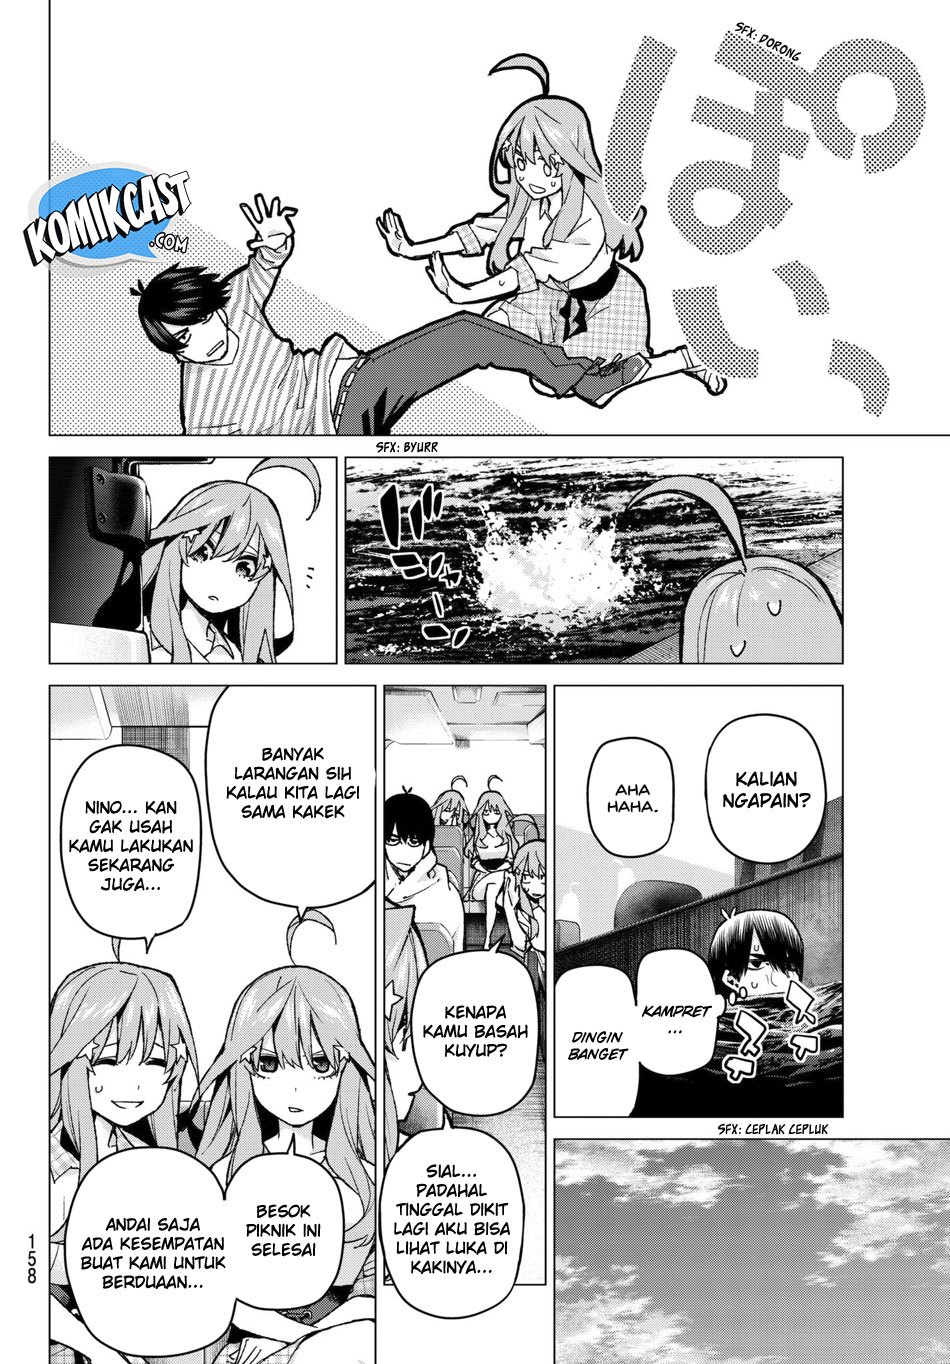 SFX: DORONG
ぽい
KOMIKCAST
.COM
SFX: BYURR
KALIAN
NGAPAIN?
AHA
HAHA.
KAMPRET
...
DINGIN
BANGET
SFX: CEPLAK CEPLUK
KENAPA
KAMU BASAH
KUYUP?
SIAL...
PADAHAL
TINGGAL DIKIT
LAGI AKU BISA
LIHAT LUKA DI
KAKINYA...
BANYAK
LARANGAN SIH
KALAU KITA LAGI
SAMA KAKEK
NINO... KAN
GAK USAH
KAMU LAKUKAN
SEKARANG
JUGA...
BESOK
PIKNIK INI
SELESAI
ANDAI SAJA
ADA KESEMPATAN
BUAT KAMI UNTUK
BERDUAAN...
158